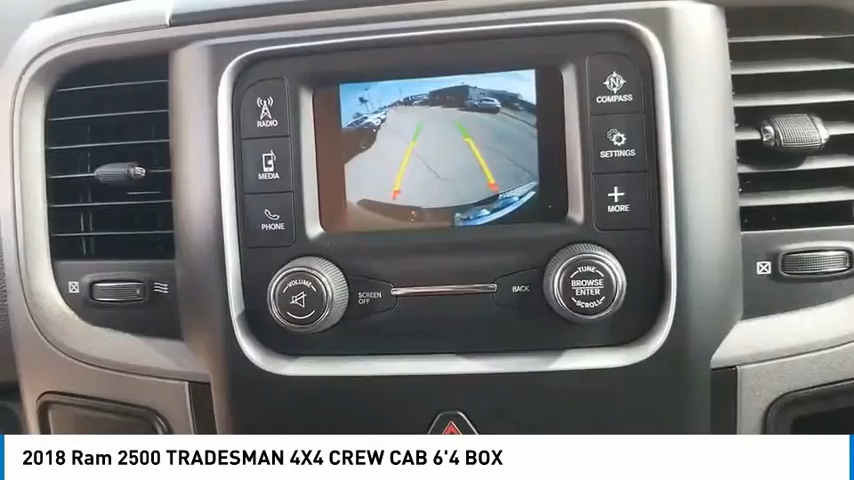 RADIO
MEDIA
PHONE
N
COMPASS
SETTINGS
MORE
VOLUME
SCREEN
OFF
BACK
TUNE
BROWSE
ENTER
SCROLL
2018 Ram 2500 TRADESMAN 4X4 CREW CAB 6'4 BOX